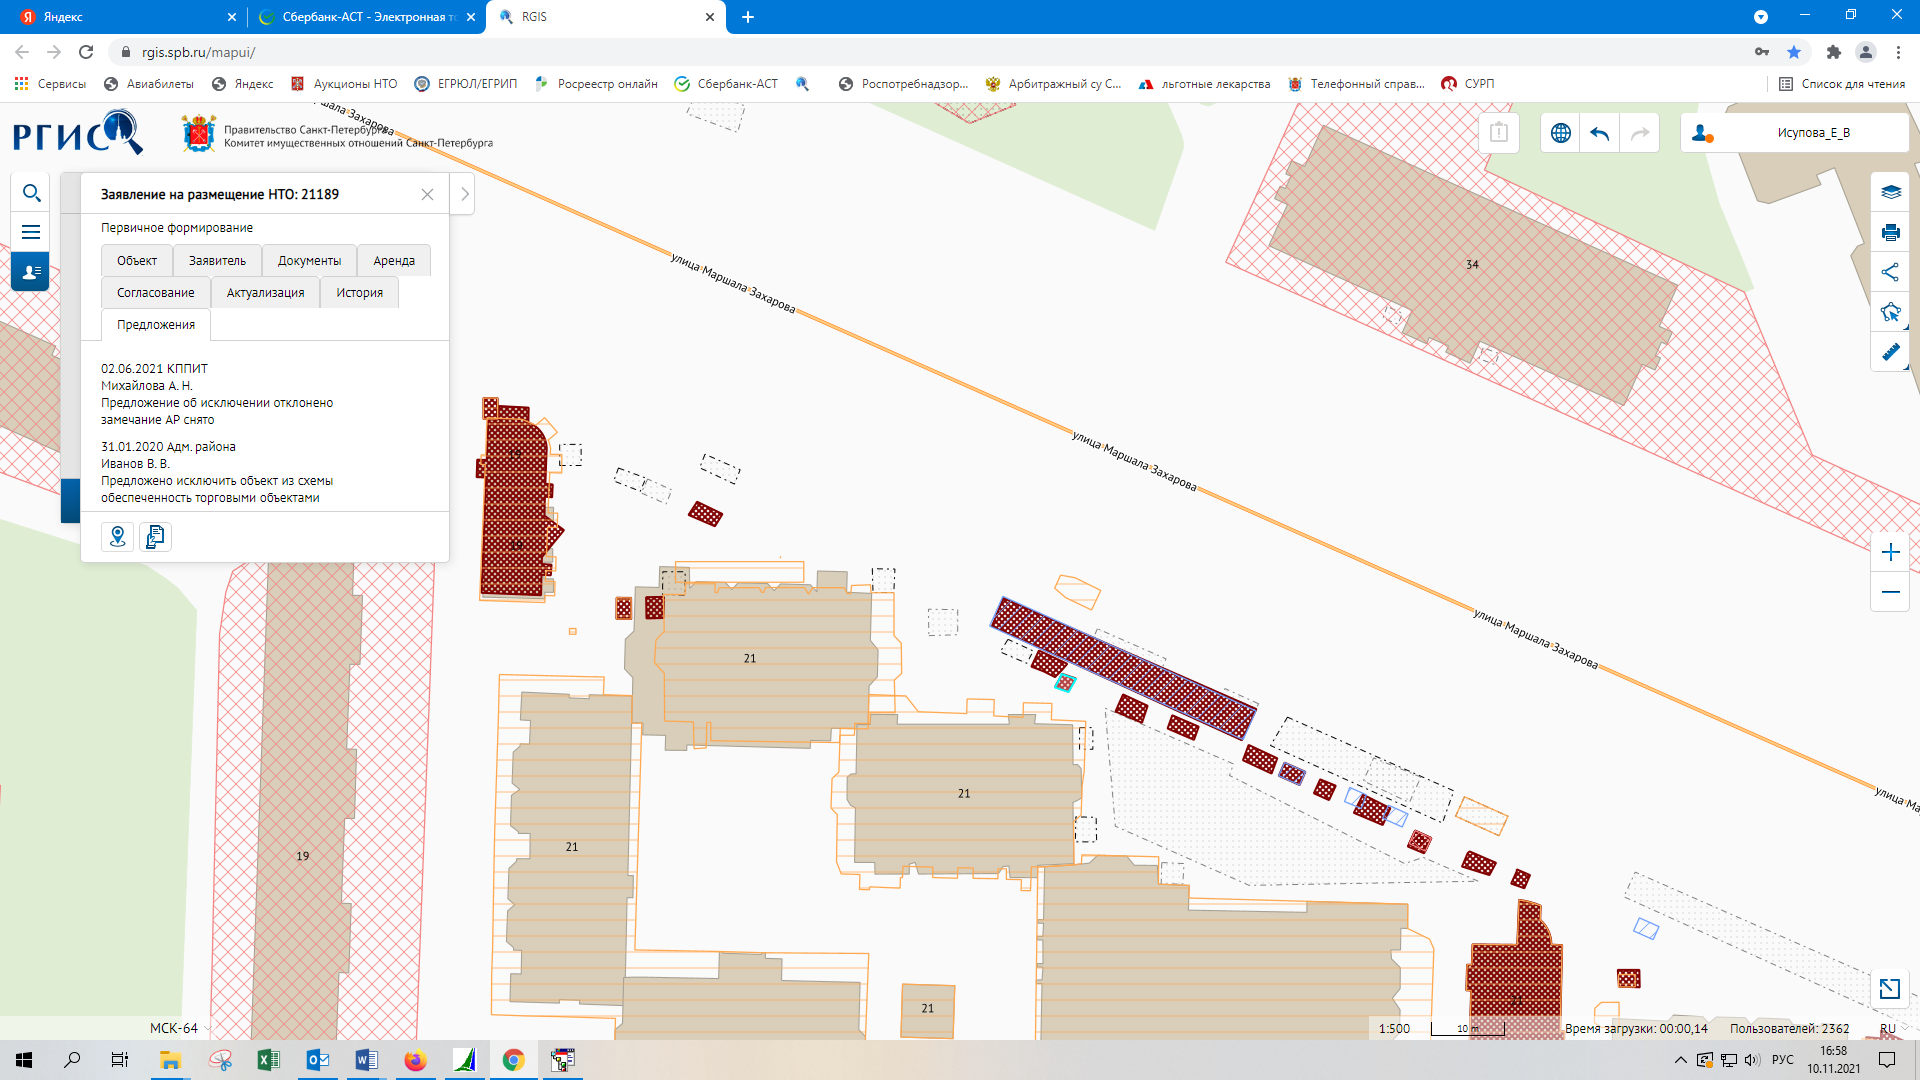 Яндекс
Сбербанк-АСТ - Электронная то
RGIS
rgis.spb.ru/mapui/
Сервисы
Авиабилеты
Яндекс
Аукционы НТО
ЕГРЮЛ/ЕГРИП
Росреестр онлайн
Сбербанк-АСТ
Роспотребнадзор...
Арбитражный су С...
льготные лекарства
Телефонный справ...
СУРП
Список для чтения
РГИС
Правительство Санкт-Петербурга
Комитет имущественных отношений Санкт-Петербурга
Исупова_Е_В
Заявление на размещение НТО: 21189
Первичное формирование
Объект
Заявитель
Документы
Аренда
Согласование
Актуализация
История
Предложения
02.06.2021 КППИТ
Михайлова А. Н.
Предложение об исключении отклонено
замечание АР снято
31.01.2020 Адм. района
Иванов В. В.
Предложено исключить объект из схемы
обеспеченность торговыми объектами
шала Захарова
улица Маршала Захарова
улица Маршала Захарова
улица Маршала Захарова
улица Ма
34
19
21
21
21
21
21
МСК-64
1:500
10 m
Время загрузки: 00:00,14
Пользователей: 2362
RU
РУС
16:58
10.11.2021